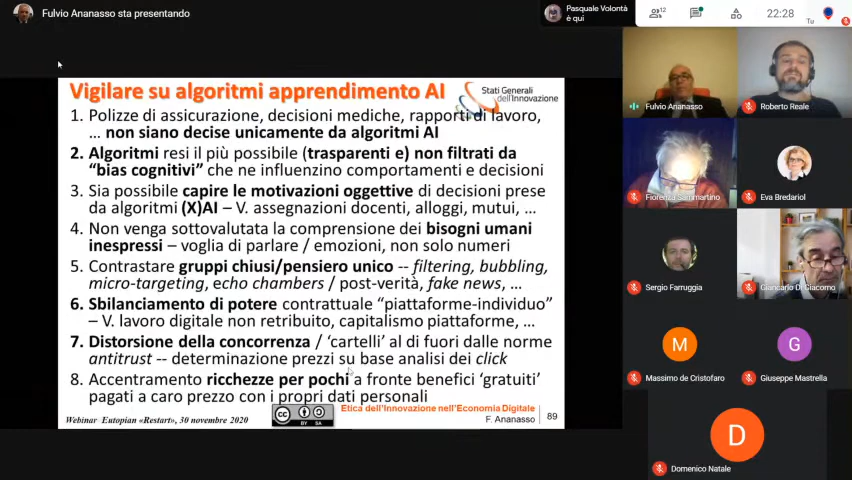 Fulvio Ananasso sta presentando
Pasquale Volontà
è qui
12
22:28
Tu
Vigilare su algoritmi apprendimento AI
Stati Generali
dell'Innovazione
1. Polizze di assicurazione, decisioni mediche, rapporti di lavoro,
… non siano decise unicamente da algoritmi AI
2. Algoritmi resi il più possibile (trasparenti e) non filtrati da
"bias cognitivi" che ne influenzino comportamenti e decisioni
3. Sia possibile capire le motivazioni oggettive di decisioni prese
da algoritmi (X)AI – V. assegnazioni docenti, alloggi, mutui, …
4. Non venga sottovalutata la comprensione dei bisogni umani
inespressi – voglia di parlare / emozioni, non solo numeri
5. Contrastare gruppi chiusi/pensiero unico -- filtering, bubbling,
micro-targeting, echo chambers / post-verità, fake news, …
6. Sbilanciamento di potere contrattuale "piattaforme-individuo"
– V. lavoro digitale non retribuito, capitalismo piattaforme, …
7. Distorsione della concorrenza / 'cartelli' al di fuori delle norme
antitrust -- determinazione prezzi su base analisi dei click
8. Accentramento ricchezze per pochi a fronte benefici 'gratuiti'
pagati a caro prezzo con i propri dati personali
Webinar Eutopian «Restart», 30 novembre 2020
cc
BY SA
Etica dell'Innovazione nell'Economia Digitale
F. Ananasso
89
Fulvio Ananasso
Roberto Reale
Fiorenza Sammartino
Eva Bredariol
Sergio Farruggia
Giancarlo Di Giacomo
M
Massimo de Cristofaro
G
Giuseppe Mastrella
D
Domenico Natale